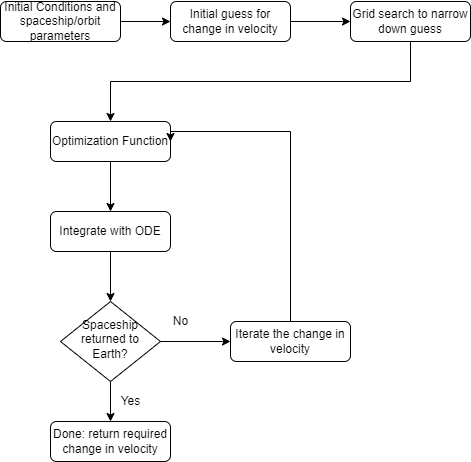 Initial Conditions and
spaceship/orbit
parameters
Initial guess for
change in velocity
Grid search to narrow
down guess
Optimization Function
Integrate with ODE
Spaceship
returned to
Earth?
No
Iterate the change in
velocity
Yes
Done: return required
change in velocity